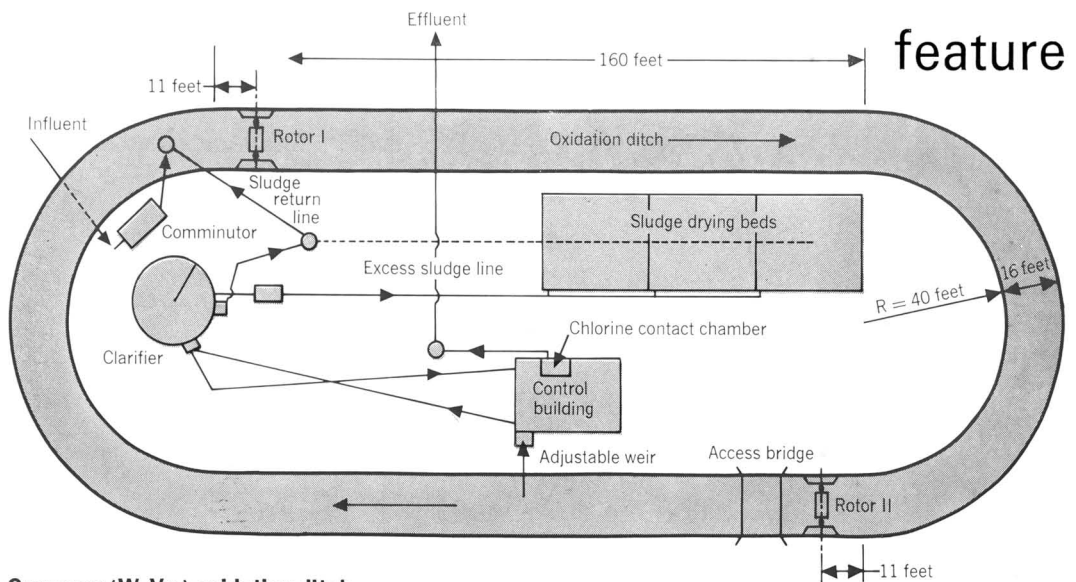 Effluent
feature
160 feet
11 feet
Influent
Rotor I
Oxidation ditch
Sludge
return
line
Comminutor
Sludge drying beds
Excess sludge line
16 feet
R = 40 feet
Chlorine contact chamber
Clarifier
Control
building
Adjustable weir
Access bridge
Rotor II
11 feet